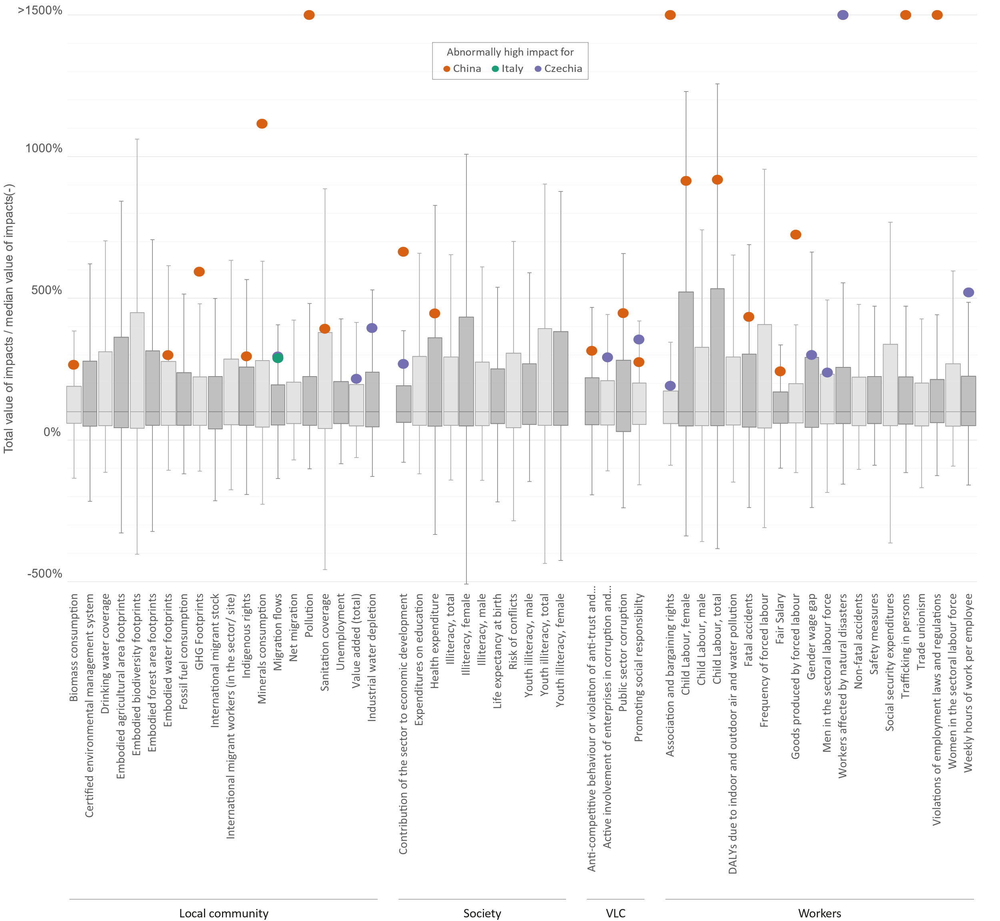 >1500%
Abnormally high impact for
China Italy Czechia
1000%
500%
0%
-500%
Total value of impacts / median value of impacts(-)
Biomass consumption
Certified environmental management system
Drinking water coverage
Embodied agricultural area footprints
Embodied biodiversity footprints
Embodied forest area footprints
Embodied water footprints
Fossil fuel consumption
GHG Footprints
International migrant stock
International migrant workers (in the sector/ site)
Indigenous rights
Minerals consumption
Migration flows
Net migration
Pollution
Sanitation coverage
Unemployment
Value added (total)
Industrial water depletion
Contribution of the sector to economic development
Expenditures on education
Health expenditure
Illiteracy, total
Illiteracy, female
Illiteracy, male
Life expectancy at birth
Risk of conflicts
Youth illiteracy, male
Youth illiteracy, total
Youth illiteracy, female
Anti-competitive behaviour or violation of anti-trust and...
Active involvement of enterprises in corruption and...
Public sector corruption
Promoting social responsibility
Association and bargaining rights
Child Labour, female
Child Labour, male
Child Labour, total
DALYs due to indoor and outdoor air and water pollution
Fatal accidents
Frequency of forced labour
Fair Salary
Goods produced by forced labour
Gender wage gap
Men in the sectoral labour force
Workers affected by natural disasters
Non-fatal accidents
Safety measures
Social security expenditures
Trafficking in persons
Trade unionism
Violations of employment laws and regulations
Women in the sectoral labour force
Weekly hours of work per employee
Local community
Society
VLC
Workers